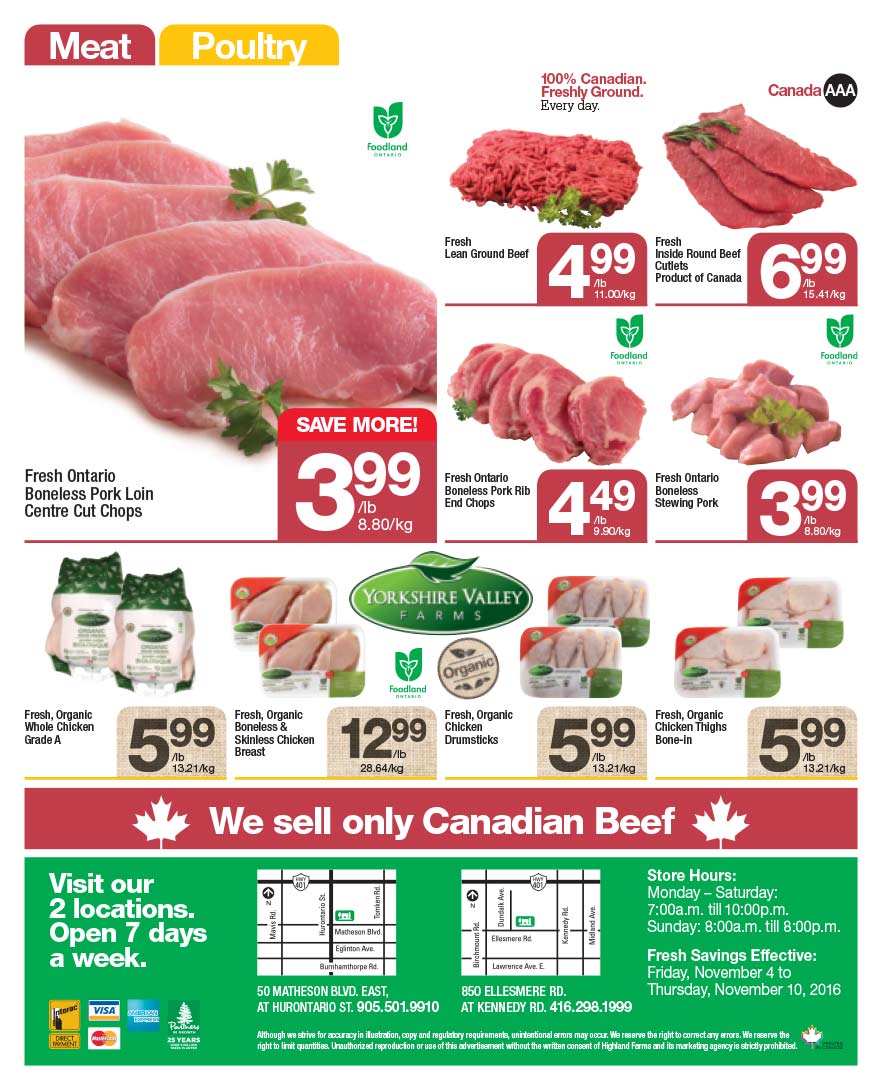 Meat
Poultry
Foodland
ONTARIO
100% Canadian.
Freshly Ground.
Every day.
Canada AAA
Fresh
Lean Ground Beef
4.99
/lb
11.00/kg
Fresh
Inside Round Beef
Cutlets
Product of Canada
6.99
/lb
15.41/kg
SAVE MORE!
Fresh Ontario
Boneless Pork Loin
Centre Cut Chops
3.99
/lb
8.80/kg
Foodland
ONTARIO
Fresh Ontario
Boneless Pork Rib
End Chops
4.49
/lb
9.90/kg
Foodland
ONTARIO
Fresh Ontario
Boneless
Stewing Pork
3.99
/lb
8.80/kg
YORKSHIRE VALLEY
FARMS
Foodland
ONTARIO
Organic
ORGANIC
BIOLOGIQUE
Fresh, Organic
Whole Chicken
Grade A
5.99
/lb
13.21/kg
Fresh, Organic
Boneless &
Skinless Chicken
Breast
12.99
/lb
28.64/kg
Fresh, Organic
Chicken
Drumsticks
5.99
/lb
13.21/kg
Fresh, Organic
Chicken Thighs
Bone-In
5.99
/lb
13.21/kg
We sell only Canadian Beef
Visit our
2 locations.
Open 7 days
a week.
Interac
DIRECT
PAYMENT
VISA
MasterCard
AMERICAN
EXPRESS
Partners
IN GROWTH
25 YEARS
HWY
401
N
Mavis Rd.
Hurontario St.
Tomken Rd.
Matheson Blvd.
Eglinton Ave.
Burnhamthorpe Rd.
50 MATHESON BLVD. EAST,
AT HURONTARIO ST. 905.501.9910
HWY
401
N
Birchmount Rd.
Dundalk Ave.
Kennedy Rd.
Midland Ave.
Ellesmere Rd.
Lawrence Ave. E.
850 ELLESMERE RD.
AT KENNEDY RD. 416.298.1999
Store Hours:
Monday – Saturday:
7:00a.m. till 10:00p.m.
Sunday: 8:00a.m. till 8:00p.m.
Fresh Savings Effective:
Friday, November 4 to
Thursday, November 10, 2016
Although we strive for accuracy in illustration, copy and regulatory requirements, unintentional errors may occur. We reserve the right to correct any errors. We reserve the
right to limit quantities. Unauthorized reproduction or use of this advertisement without the written consent of Highland Farms and its marketing agency is strictly prohibited.